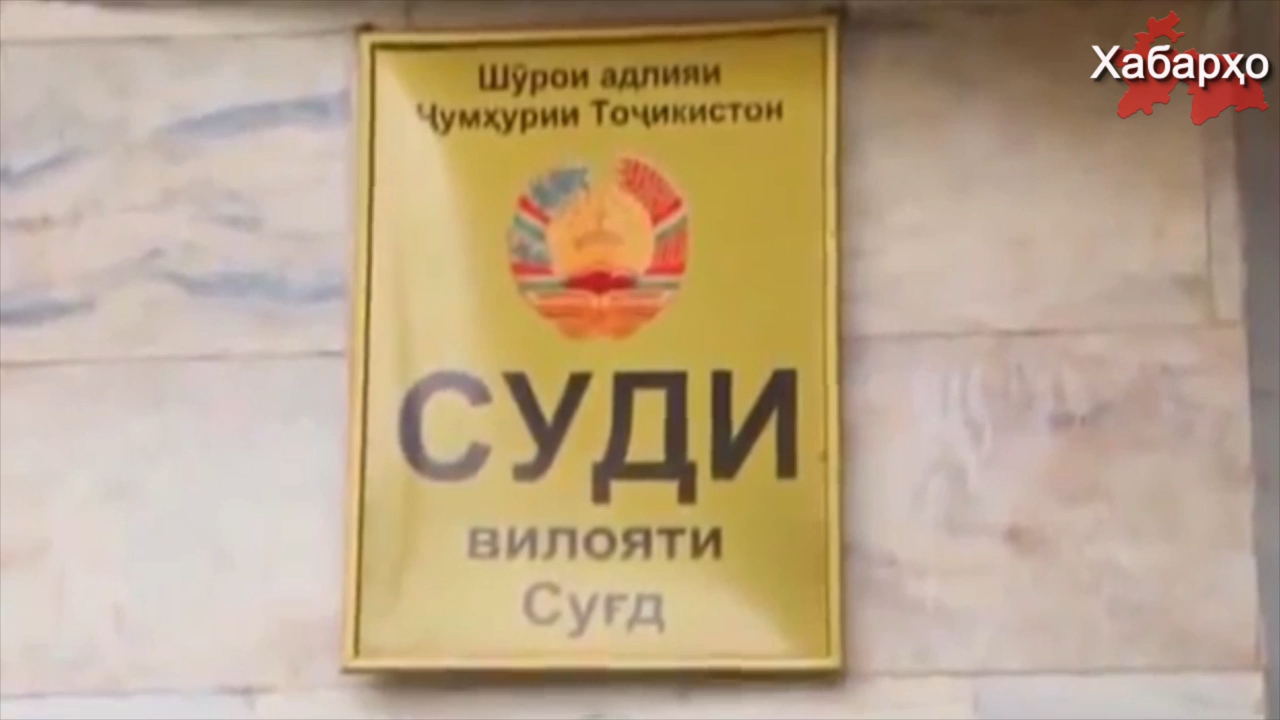 Хабарҳо
Шӯрои адлияи
Ҷумҳурии Тоҷикистон
СУДИ
вилояти
Суғд